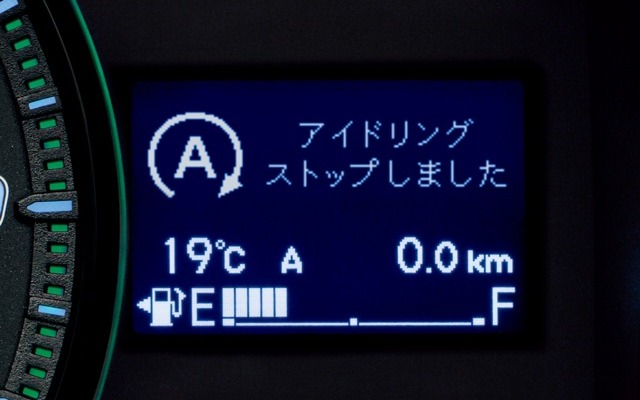 A
アイドリング
ストップしました
19℃ A 0.0 km
E F